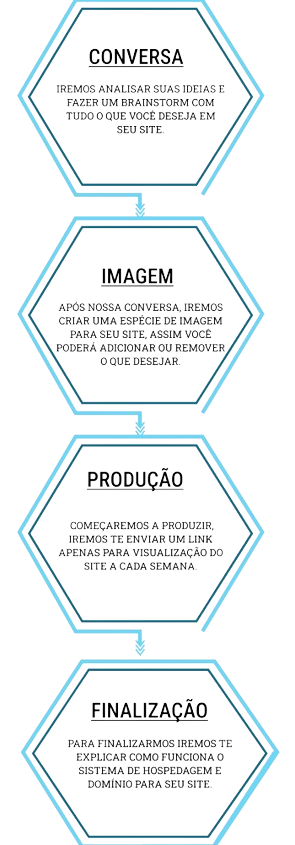 CONVERSA
IREMOS ANALISAR SUAS IDEIAS E
FAZER UM BRAINSTORM COM
TUDO O QUE VOCÊ DESEJA EM
SEU SITE.
IMAGEM
APÓS NOSSA CONVERSA, IREMOS
CRIAR UMA ESPÉCIE DE IMAGEM
PARA SEU SITE, ASSIM VOCÊ
PODERÁ ADICIONAR OU REMOVER
O QUE DESEJAR.
PRODUÇÃO
COMEÇAREMOS A PRODUZIR,
IREMOS TE ENVIAR UM LINK
APENAS PARA VISUALIZAÇÃO DO
SITE A CADA SEMANA.
FINALIZAÇÃO
PARA FINALIZARMOS IREMOS TE
EXPLICAR COMO FUNCIONA O
SISTEMA DE HOSPEDAGEM E
DOMÍNIO PARA SEU SITE.